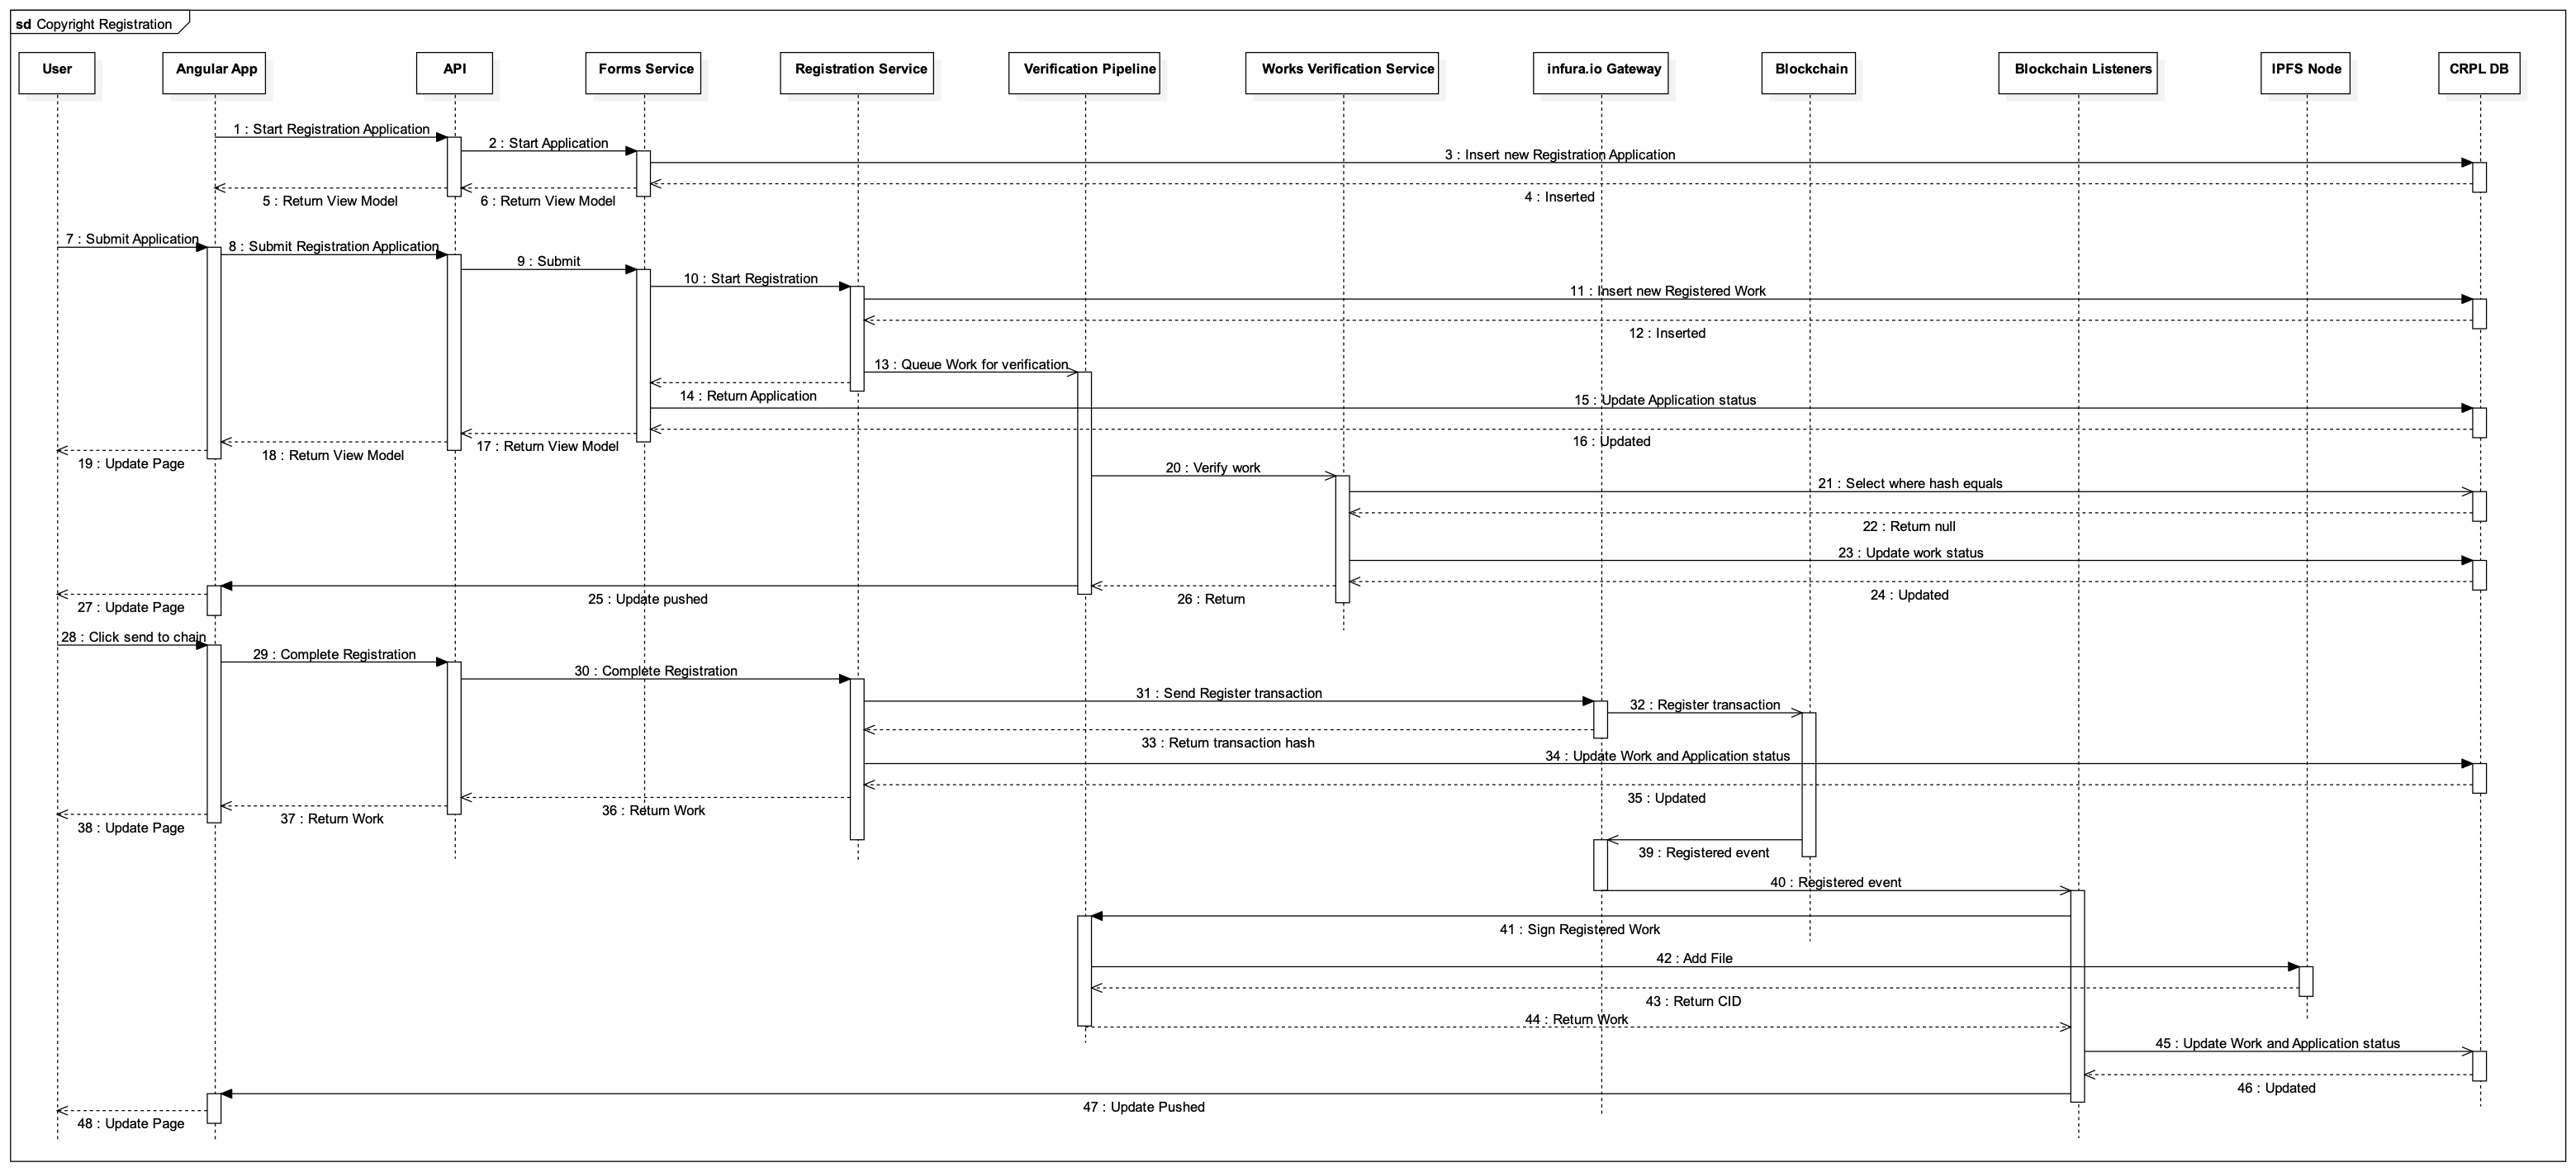 sd Copyright Registration
User
Angular App
API
Forms Service
Registration Service
Verification Pipeline
Works Verification Service
infura.io Gateway
Blockchain
Blockchain Listeners
IPFS Node
CRPL DB
1 : Start Registration Application
2 : Start Application
3 : Insert new Registration Application
4 : Inserted
5 : Return View Model
6 : Return View Model
7 : Submit Application
8 : Submit Registration Application
9 : Submit
10 : Start Registration
11 : Insert new Registered Work
12 : Inserted
13 : Queue Work for verification
14 : Return Application
15 : Update Application status
16 : Updated
17 : Return View Model
18 : Return View Model
19 : Update Page
20 : Verify work
21 : Select where hash equals
22 : Return null
23 : Update work status
24 : Updated
25 : Update pushed
26 : Return
27 : Update Page
28 : Click send to chain
29 : Complete Registration
30 : Complete Registration
31 : Send Register transaction
32 : Register transaction
33 : Return transaction hash
34 : Update Work and Application status
35 : Updated
36 : Return Work
37 : Return Work
38 : Update Page
39 : Registered event
40 : Registered event
41 : Sign Registered Work
42 : Add File
43 : Return CID
44 : Return Work
45 : Update Work and Application status
46 : Updated
47 : Update Pushed
48 : Update Page